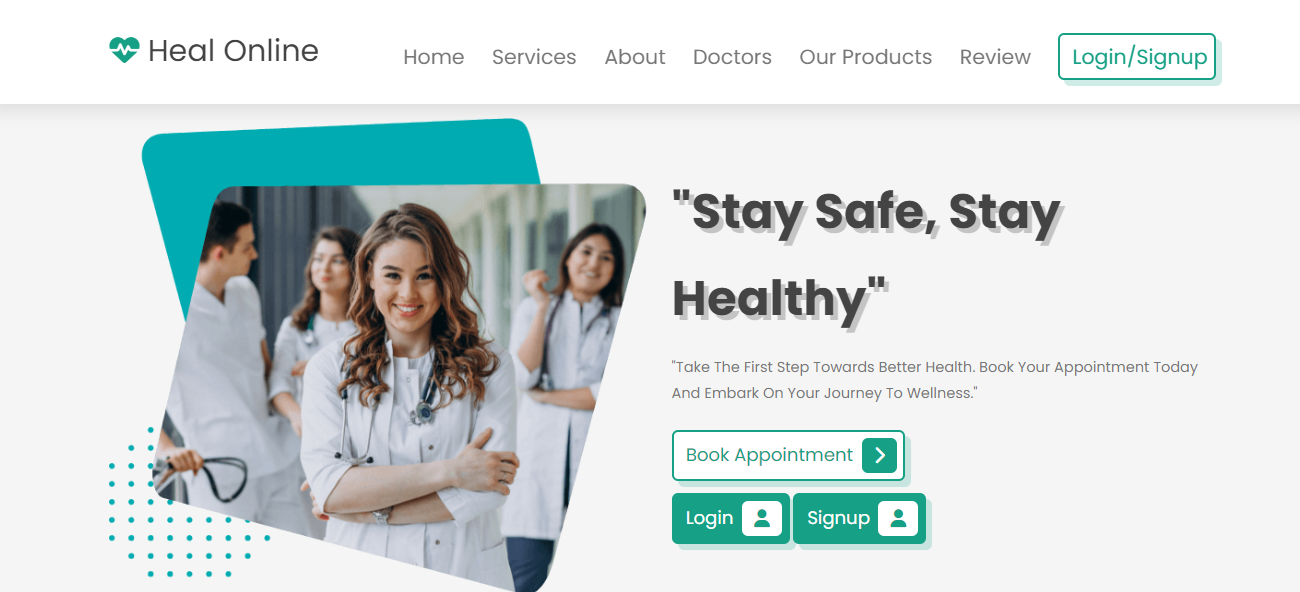 Heal Online
Home Services About Doctors Our Products Review Login/Signup
"Stay Safe, Stay
Healthy"
"Take The First Step Towards Better Health. Book Your Appointment Today
And Embark On Your Journey To Wellness."
Book Appointment
Login Signup